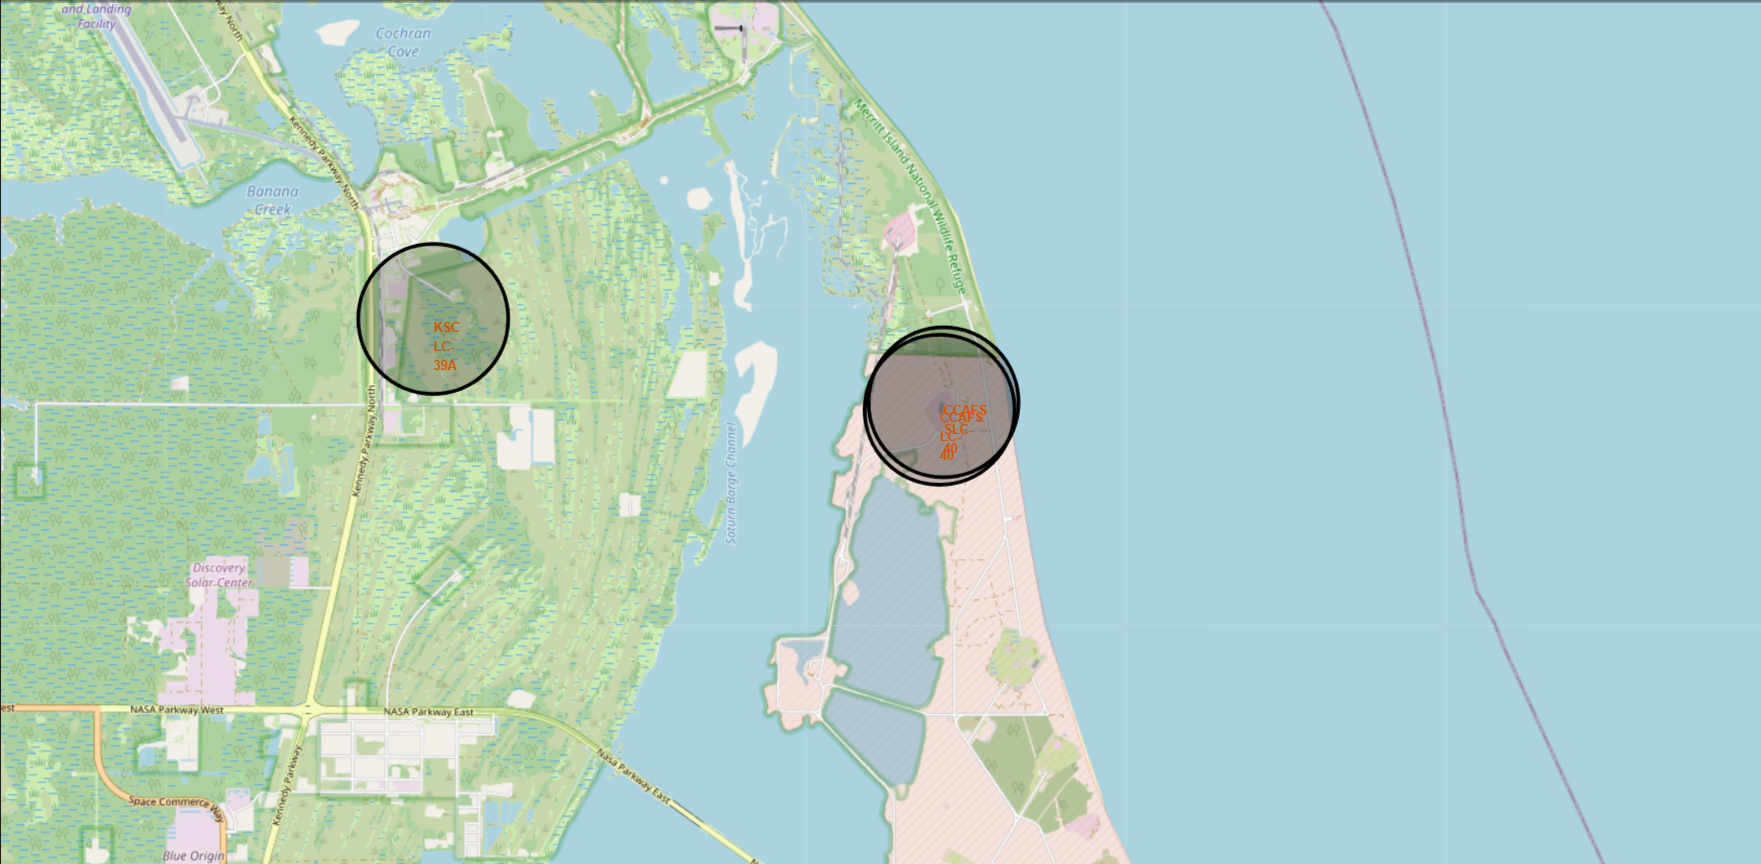 and Landing
Facility
way North
Cochran
Cove
Kennedy Parkway North
Merritt Island National Wildlife Refuge
Banana
Creek
KSC
LC-
39A
CCAFS
SLC-
40
CCAFS
LC-
40
Kennedy Parkway North
Saturn Barge Channel
Discovery
Solar Center
est
NASA Parkway West
NASA Parkway East
Nasa Parkway East
Kennedy Parkway
Space Commerce Way
Blue Origin
N